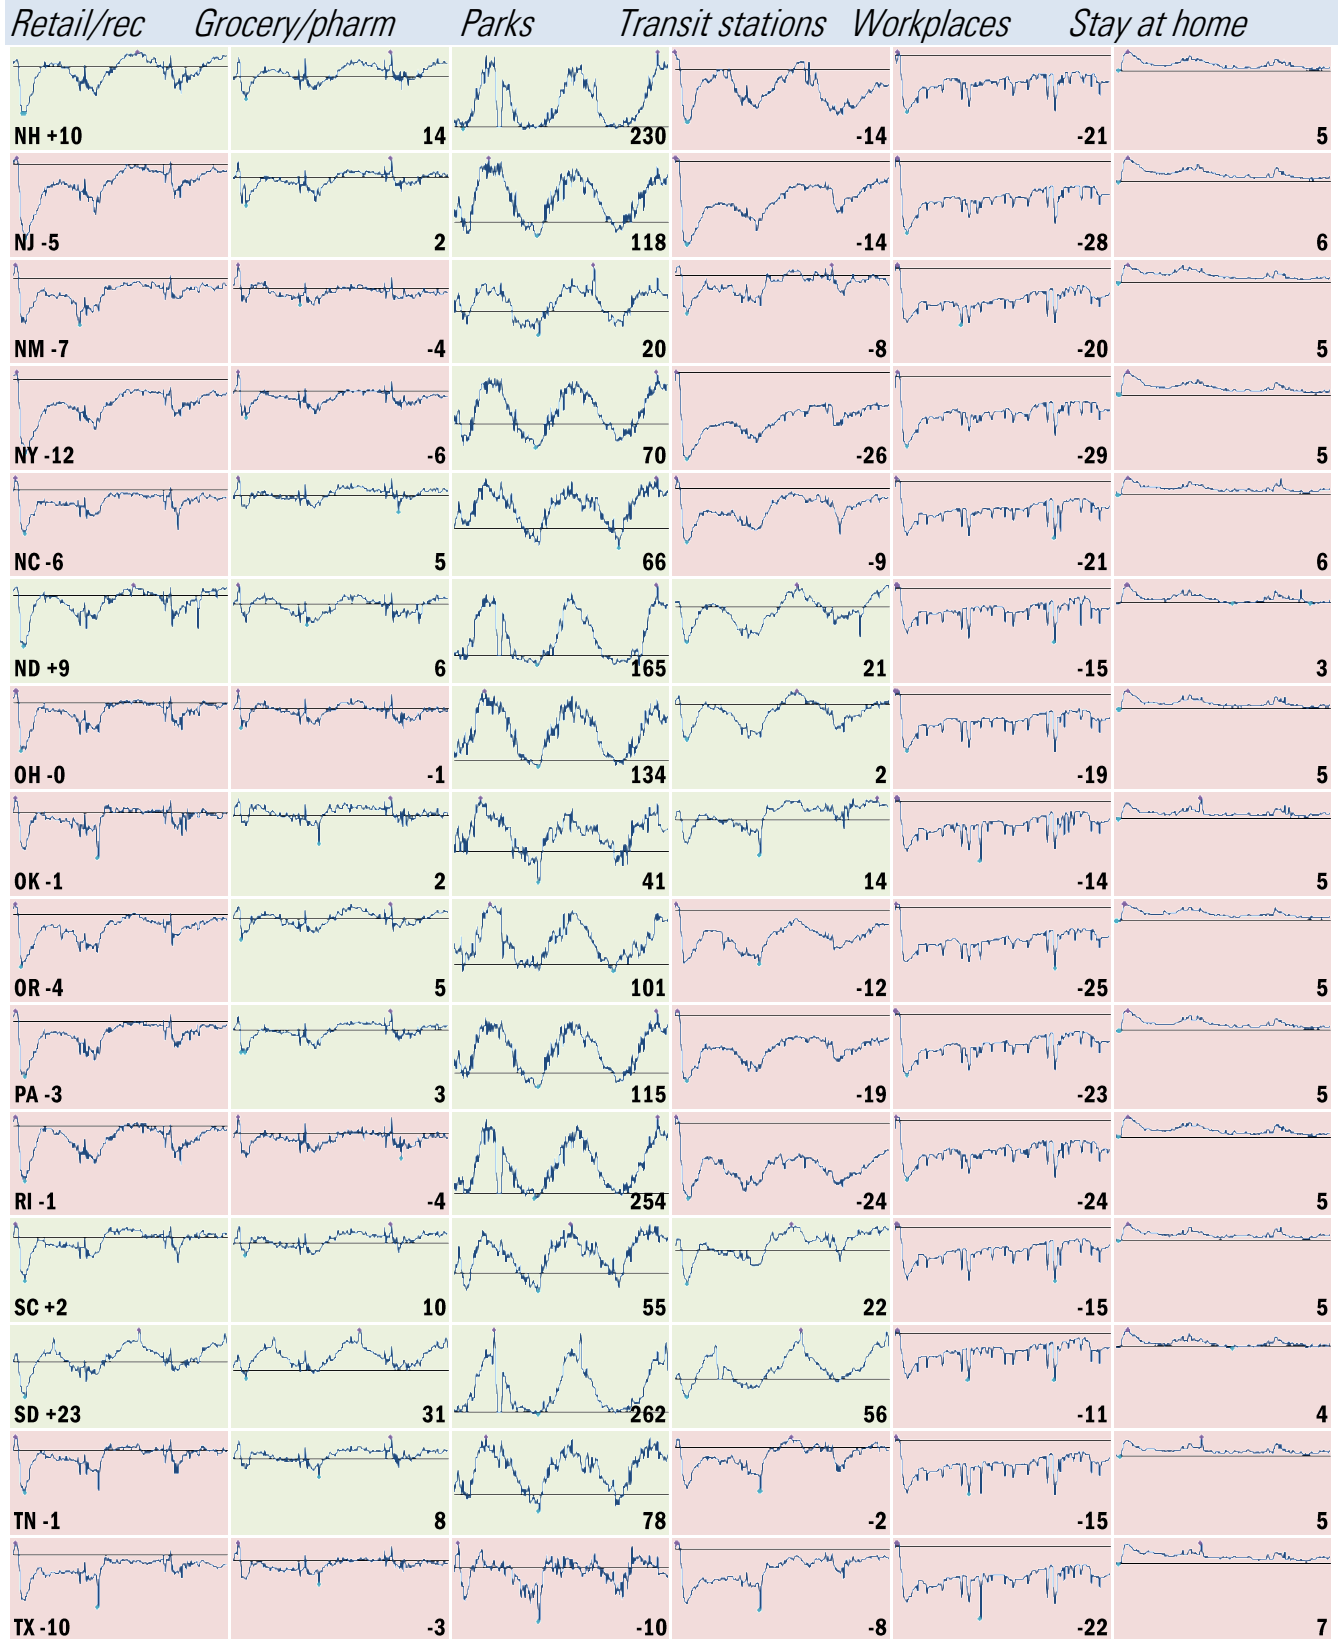 Retail/rec Grocery/pharm Parks Transit stations Workplaces Stay at home
NH +10 14 230 -14 -21 5
NJ -5 2 118 -14 -28 6
NM -7 -4 20 -8 -20 5
NY -12 -6 70 -26 -29 5
NC -6 5 66 -9 -21 6
ND +9 6 165 21 -15 3
OH -0 -1 134 2 -19 5
OK -1 2 41 14 -14 5
OR -4 5 101 -12 -25 5
PA -3 3 115 -19 -23 5
RI -1 -4 254 -24 -24 5
SC +2 10 55 22 -15 5
SD +23 31 262 56 -11 4
TN -1 8 78 -2 -15 5
TX -10 -3 -10 -8 -22 7